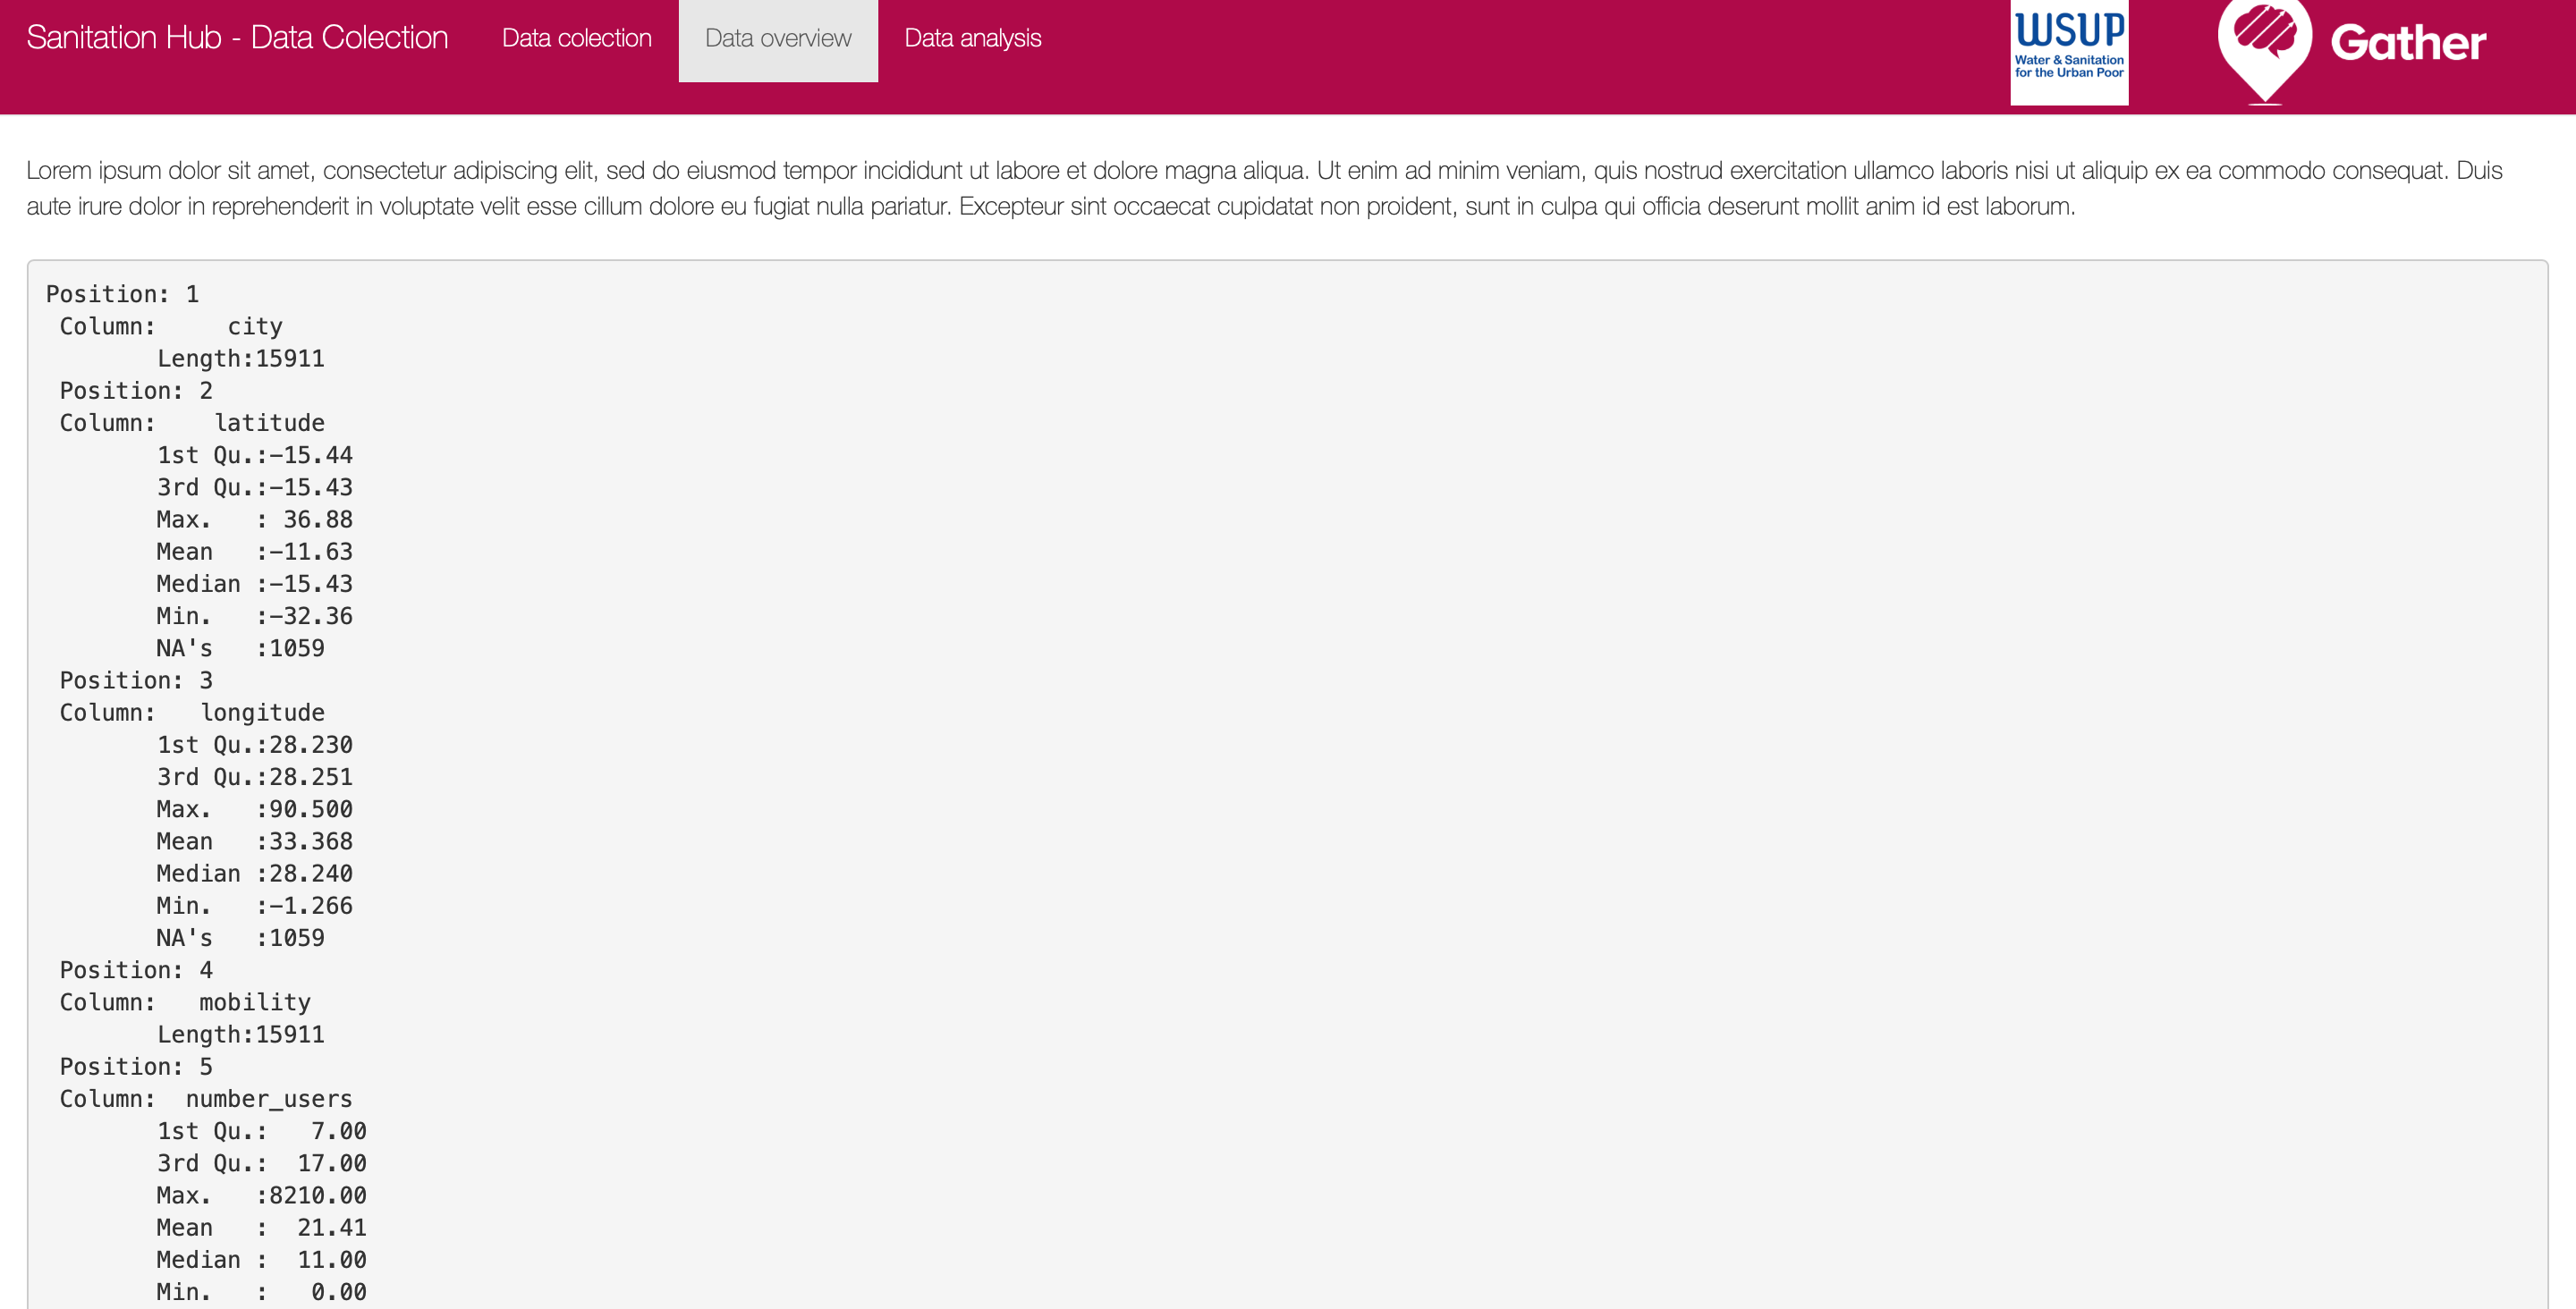 Sanitation Hub - Data Colection Data colection Data overview Data analysis
WSUP
Water & Sanitation
for the Urban Poor
Gather
Lorem ipsum dolor sit amet, consectetur adipiscing elit, sed do eiusmod tempor incididunt ut labore et dolore magna aliqua. Ut enim ad minim veniam, quis nostrud exercitation ullamco laboris nisi ut aliquip ex ea commodo consequat. Duis
aute irure dolor in reprehenderit in voluptate velit esse cillum dolore eu fugiat nulla pariatur. Excepteur sint occaecat cupidatat non proident, sunt in culpa qui officia deserunt mollit anim id est laborum.
Position: 1
Column: city
Length:15911
Position: 2
Column: latitude
1st Qu.:-15.44
3rd Qu.:-15.43
Max. : 36.88
Mean :-11.63
Median :-15.43
Min. :-32.36
NA's :1059
Position: 3
Column: longitude
1st Qu.:28.230
3rd Qu.:28.251
Max. :90.500
Mean :33.368
Median :28.240
Min. :-1.266
NA's :1059
Position: 4
Column: mobility
Length:15911
Position: 5
Column: number_users
1st Qu.: 7.00
3rd Qu.: 17.00
Max. :8210.00
Mean : 21.41
Median : 11.00
Min. : 0.00